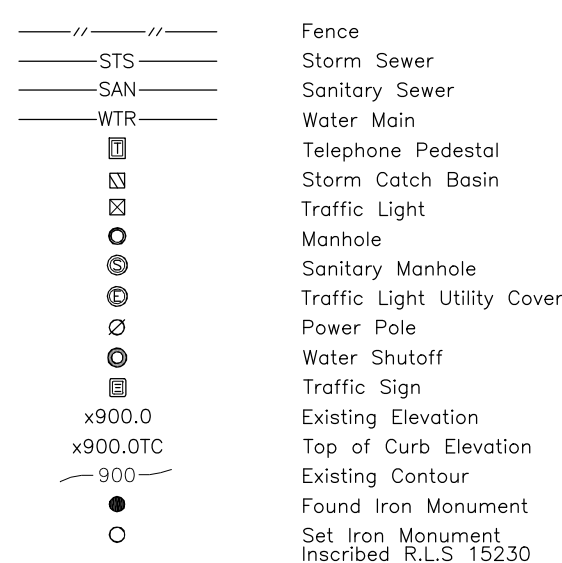 // // Fence
STS Storm Sewer
SAN Sanitary Sewer
WTR Water Main
T Telephone Pedestal
Storm Catch Basin
Traffic Light
Manhole
S Sanitary Manhole
E Traffic Light Utility Cover
Power Pole
Water Shutoff
Traffic Sign
x900.0 Existing Elevation
x900.0TC Top of Curb Elevation
900 Existing Contour
Found Iron Monument
Set Iron Monument
Inscribed R.L.S 15230